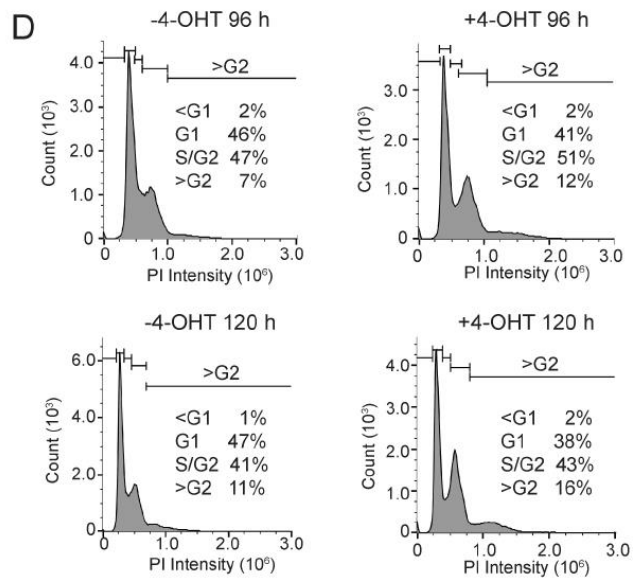 D
-4-OHT 96 h
>G2
<G1 2%
G1 46%
S/G2 47%
>G2 7%
4.0
3.0
2.0
1.0
0
Count (10³)
0 1.0 2.0 3.0
PI Intensity (10⁶)
+4-OHT 96 h
>G2
<G1 2%
G1 41%
S/G2 51%
>G2 12%
3.0
2.0
1.0
0
Count (10³)
0 1.0 2.0 3.0
PI Intensity (10⁶)
-4-OHT 120 h
>G2
<G1 1%
G1 47%
S/G2 41%
>G2 11%
6.0
4.0
2.0
0.0
Count (10³)
0 1.0 2.0 3.0
PI Intensity (10⁶)
+4-OHT 120 h
>G2
<G1 2%
G1 38%
S/G2 43%
>G2 16%
4.0
3.0
2.0
1.0
0
Count (10³)
0 1.0 2.0 3.0
PI Intensity (10⁶)